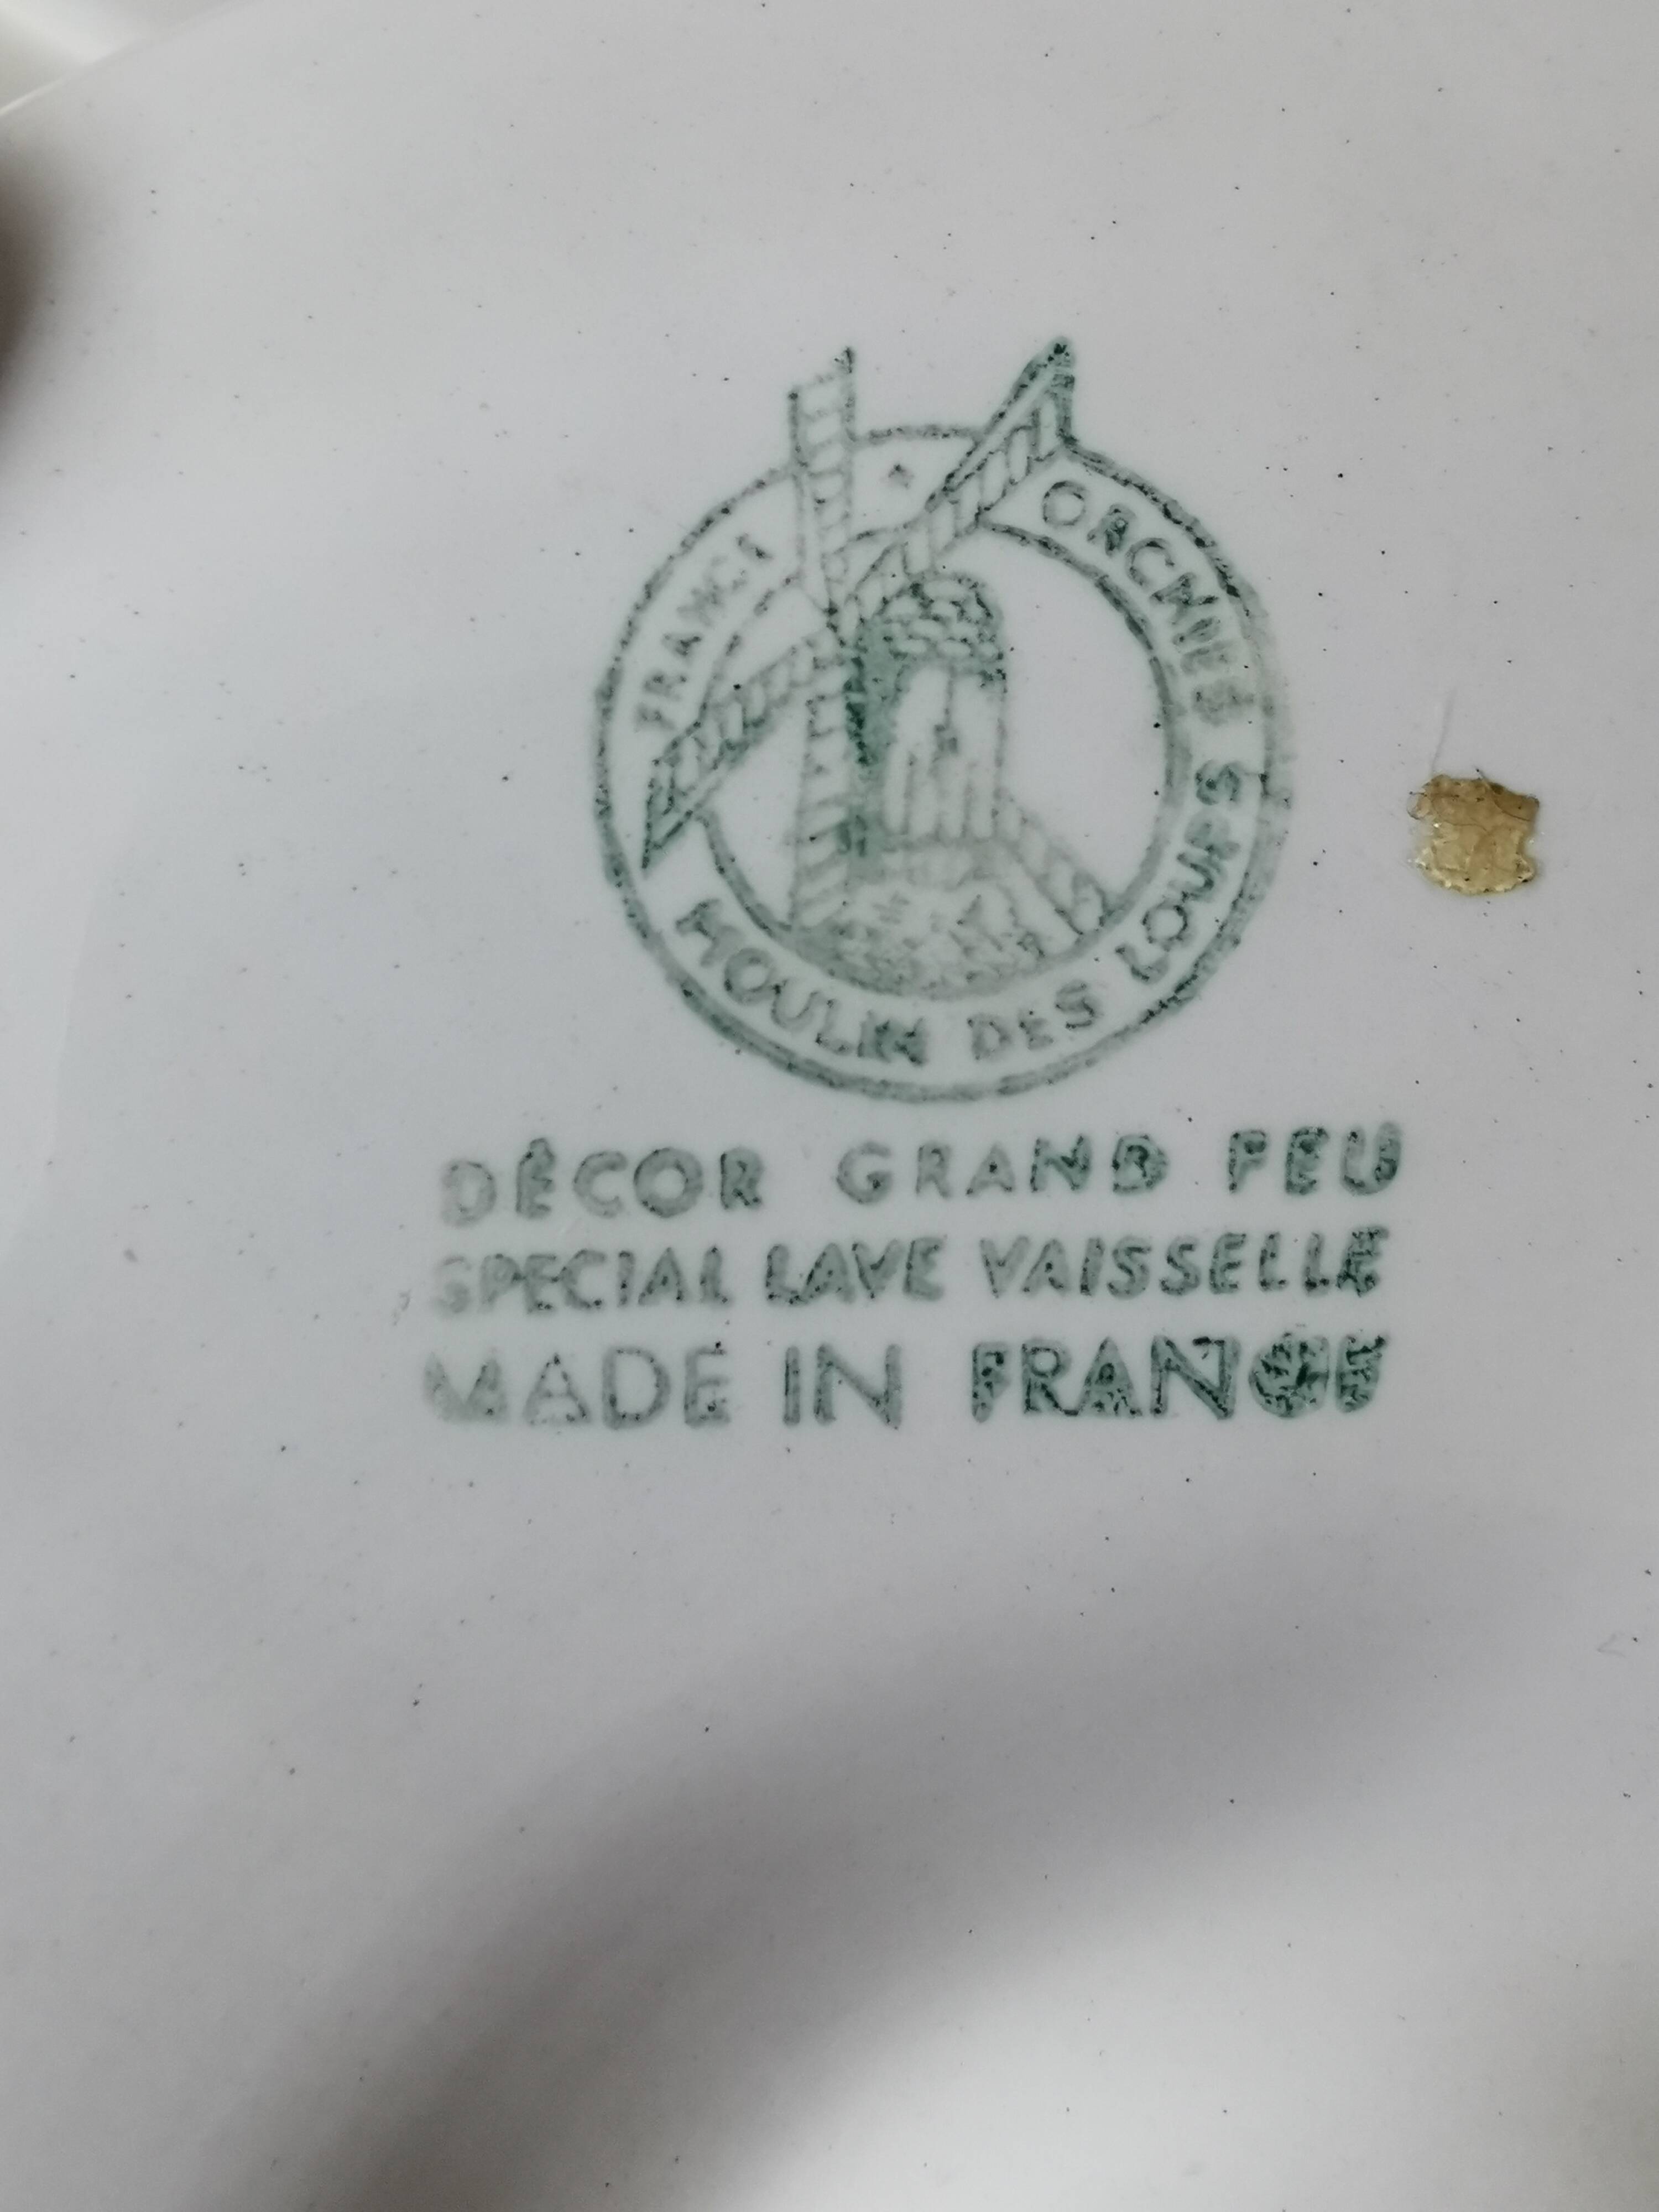 FRANCE
ORCHIES
MOULIN DES LOUPS
DÉCOR GRAND FEU
SPECIAL LAVE VAISSELLE
MADE IN FRANCE